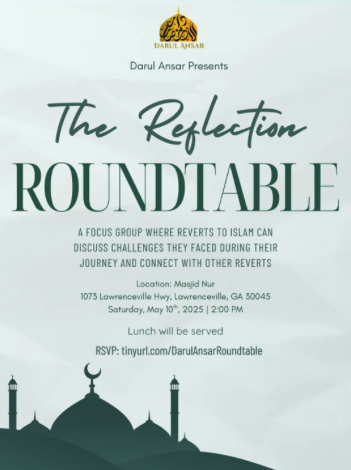 DARUL ANSAR
Darul Ansar Presents
The Reflection
ROUNDTABLE
A FOCUS GROUP WHERE REVERTS TO ISLAM CAN
DISCUSS CHALLENGES THEY FACED DURING THEIR
JOURNEY AND CONNECT WITH OTHER REVERTS
Location: Masjid Nur
1073 Lawrenceville Hwy, Lawrenceville, GA 30045
Saturday, May 10th, 2025 | 2:00 PM
Lunch will be served
RSVP: tinyurl.com/DarulAnsarRoundtable